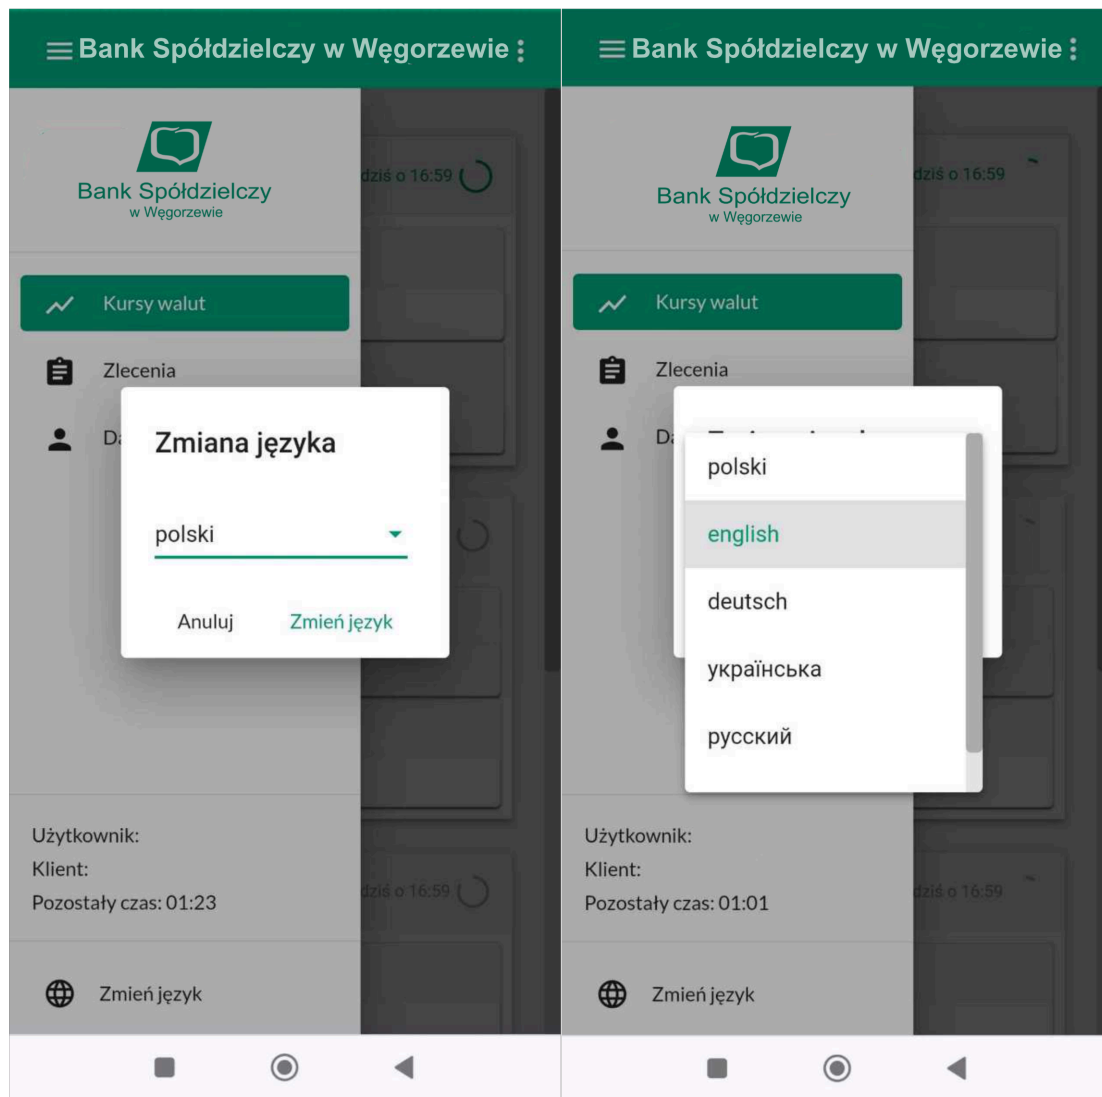 Bank Spółdzielczy w Węgorzewie
Bank Spółdzielczy
w Węgorzewie
dziś o 16:59
Kursy walut
Zlecenia
Zmiana języka
polski
Anuluj
Zmień język
Użytkownik:
Klient:
Pozostały czas: 01:23
dziś o 16:59
Zmień język
Bank Spółdzielczy w Węgorzewie
Bank Spółdzielczy
w Węgorzewie
dziś o 16:59
Kursy walut
Zlecenia
polski
english
deutsch
українська
русский
Użytkownik:
Klient:
Pozostały czas: 01:01
dziś o 16:59
Zmień język